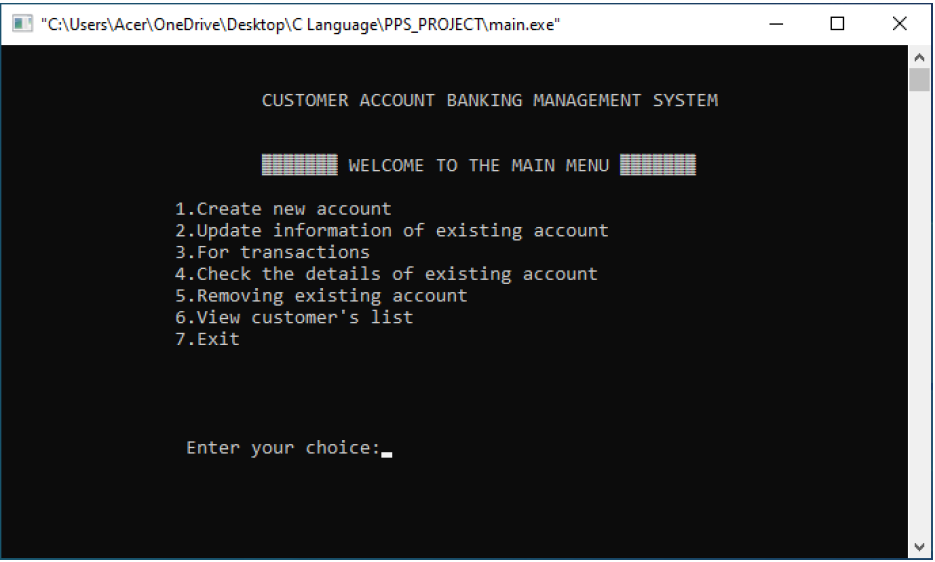 "C:\Users\Acer\OneDrive\Desktop\C Language\PPS_PROJECT\main.exe"
CUSTOMER ACCOUNT BANKING MANAGEMENT SYSTEM
▓▓▓▓▓▓▓ WELCOME TO THE MAIN MENU ▓▓▓▓▓▓▓
1.Create new account
2.Update information of existing account
3.For transactions
4.Check the details of existing account
5.Removing existing account
6.View customer's list
7.Exit
Enter your choice: